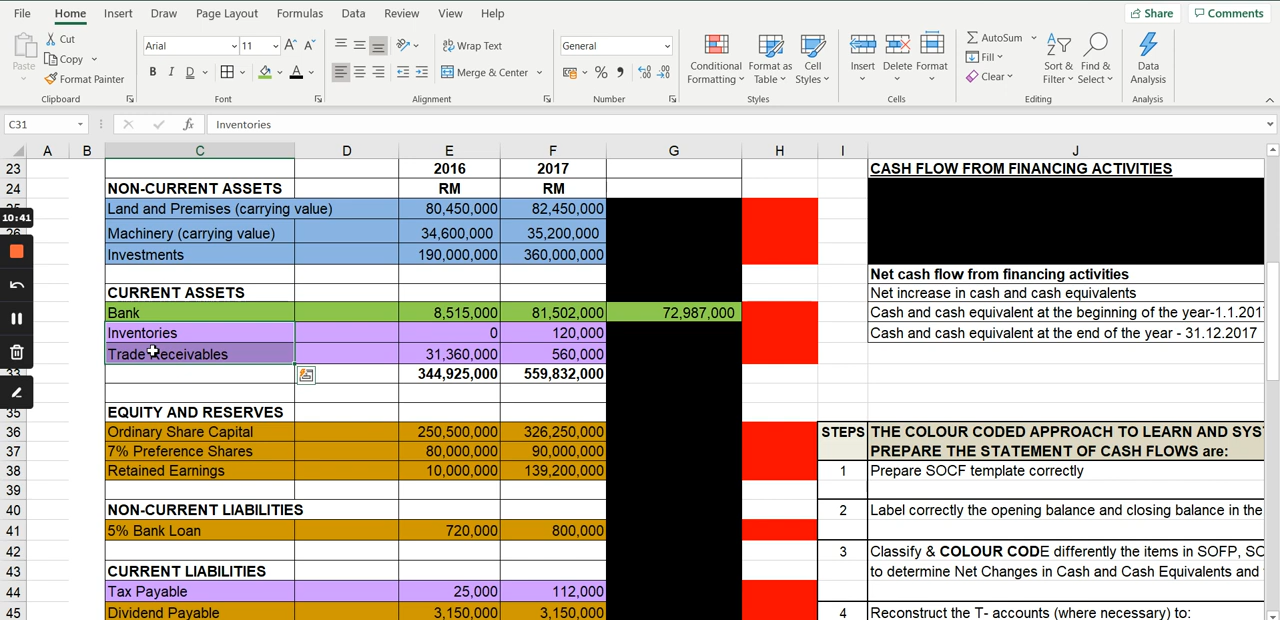 File Home Insert Draw Page Layout Formulas Data Review View Help Share Comments
Cut
Copy
Format Painter
Paste
Clipboard
Arial 11 A A
B I D A
Font
Wrap Text
Merge & Center
Alignment
General
% 9
Number
Conditional Formatting
Format as Table
Cell Styles
Styles
Insert Delete Format
Cells
AutoSum
Fill
Clear
Sort & Filter
Find & Select
Editing
Data Analysis
Analysis
C31 fx Inventories
A B C D E F G H I J
23 2016 2017 CASH FLOW FROM FINANCING ACTIVITIES
24 NON-CURRENT ASSETS RM RM
Land and Premises (carrying value) 80,450,000 82,450,000
10:41
Machinery (carrying value) 34,600,000 35,200,000
Investments 190,000,000 360,000,000
Net cash flow from financing activities
CURRENT ASSETS Net increase in cash and cash equivalents
Bank 8,515,000 81,502,000 72,987,000 Cash and cash equivalent at the beginning of the year-1.1.201
Inventories 0 120,000 Cash and cash equivalent at the end of the year - 31.12.2017
Trade Receivables 31,360,000 560,000
33 344,925,000 559,832,000
35 EQUITY AND RESERVES
36 Ordinary Share Capital 250,500,000 326,250,000 STEPS THE COLOUR CODED APPROACH TO LEARN AND SYS
37 7% Preference Shares 80,000,000 90,000,000 PREPARE THE STATEMENT OF CASH FLOWS are:
38 Retained Earnings 10,000,000 139,200,000 1 Prepare SOCF template correctly
39
40 NON-CURRENT LIABILITIES 2 Label correctly the opening balance and closing balance in the
41 5% Bank Loan 720,000 800,000
42 3 Classify & COLOUR CODE differently the items in SOFP, SO
43 CURRENT LIABILITIES to determine Net Changes in Cash and Cash Equivalents and
44 Tax Payable 25,000 112,000
45 Dividend Payable 3,150,000 3,150,000 4 Reconstruct the T- accounts (where necessary) to: